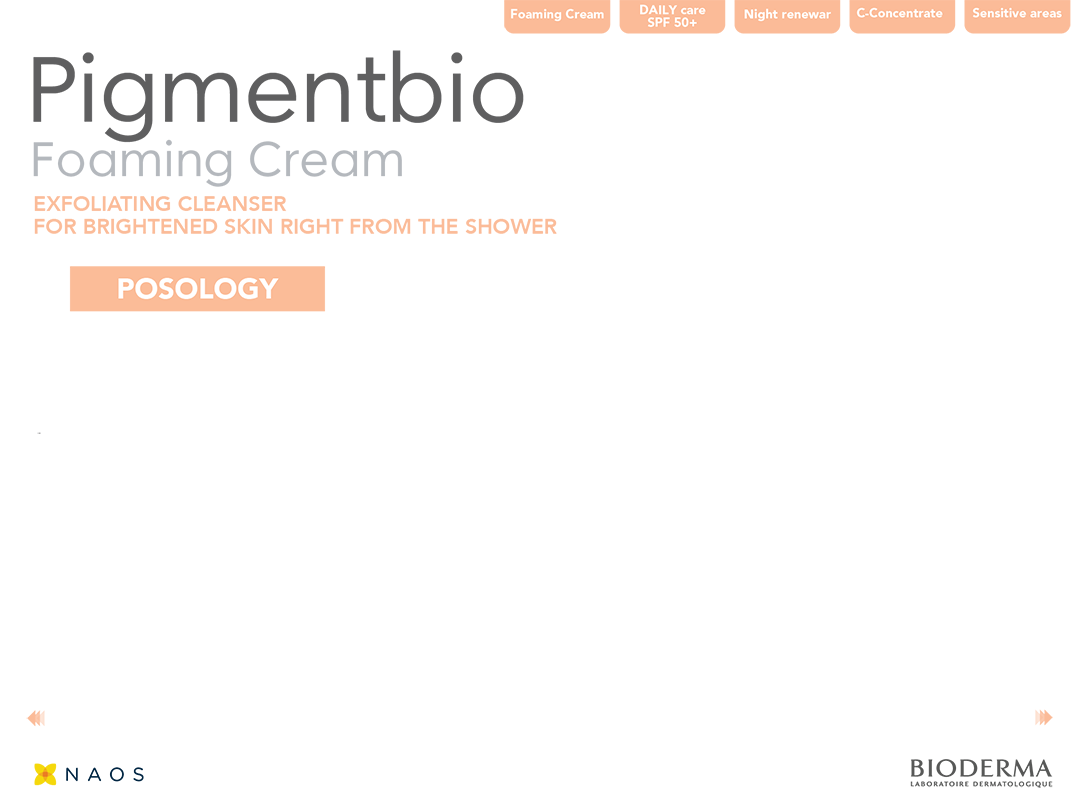 Foaming Cream
DAILY care
SPF 50+
Night renewar
C-Concentrate
Sensitive areas
Pigmentbio
Foaming Cream
EXFOLIATING CLEANSER
FOR BRIGHTENED SKIN RIGHT FROM THE SHOWER
POSOLOGY
-
NAOS
BIODERMA
LABORATOIRE DERMATOLOGIQUE